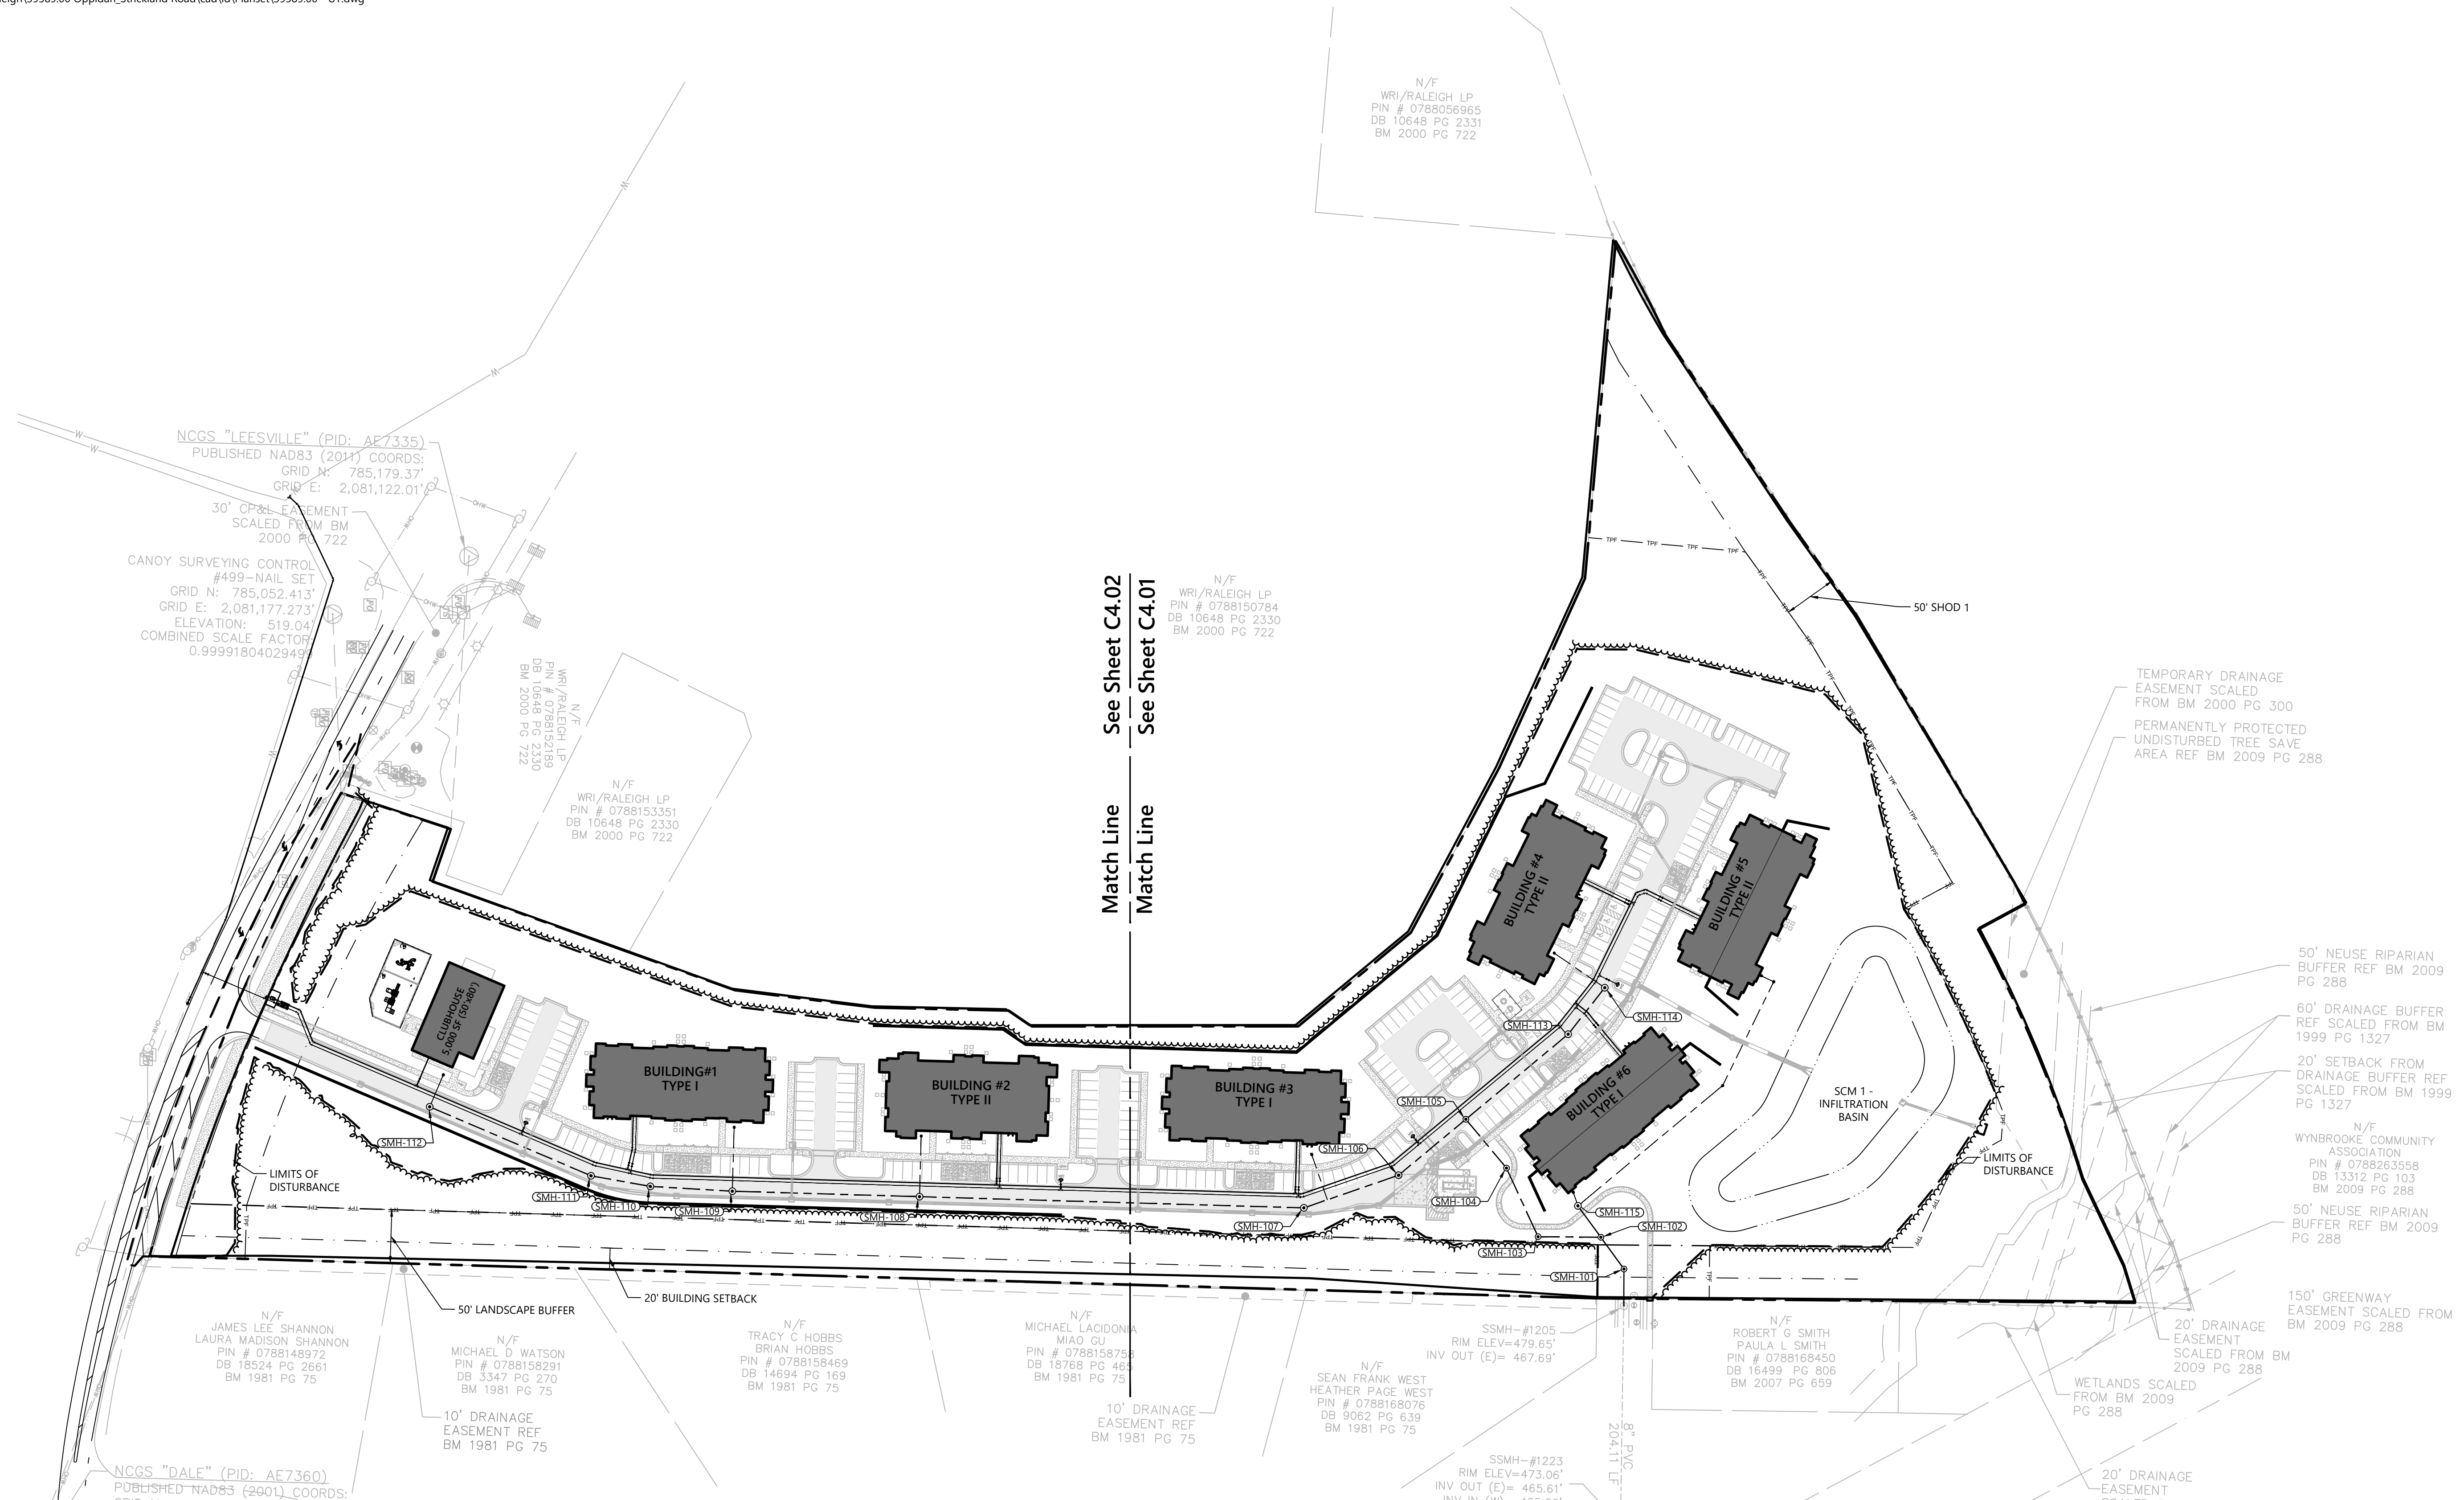 N/F
WRI/RALEIGH LP
PIN # 0788056965
DB 10648 PG 2331
BM 2000 PG 722
NCGS "LEESVILLE" (PID: AE7335)
PUBLISHED NAD83 (2011) COORDS:
GRID N: 785,179.37'
GRID E: 2,081,122.01'
30' CP&L EASEMENT
SCALED FROM BM
2000 PG 722
CANOY SURVEYING CONTROL
#499-NAIL SET
GRID N: 785,052.413'
GRID E: 2,081,177.273'
ELEVATION: 519.04'
COMBINED SCALE FACTOR:
0.99991804029499
N/F
WRI/RALEIGH LP
PIN # 0788152189
DB 10648 PG 2330
BM 2000 PG 722
N/F
WRI/RALEIGH LP
PIN # 0788153351
DB 10648 PG 2330
BM 2000 PG 722
Match Line See Sheet C4.02
Match Line See Sheet C4.01
N/F
WRI/RALEIGH LP
PIN # 0788150784
DB 10648 PG 2330
BM 2000 PG 722
50' SHOD 1
TEMPORARY DRAINAGE
EASEMENT SCALED
FROM BM 2000 PG 300
PERMANENTLY PROTECTED
UNDISTURBED TREE SAVE
AREA REF BM 2009 PG 288
50' NEUSE RIPARIAN
BUFFER REF BM 2009
PG 288
60' DRAINAGE BUFFER
REF SCALED FROM BM
1999 PG 1327
20' SETBACK FROM
DRAINAGE BUFFER REF
SCALED FROM BM 1999
PG 1327
N/F
WYNBROOKE COMMUNITY
ASSOCIATION
PIN # 0788263558
DB 13312 PG 103
BM 2009 PG 288
50' NEUSE RIPARIAN
BUFFER REF BM 2009
PG 288
150' GREENWAY
EASEMENT SCALED FROM
BM 2009 PG 288
20' DRAINAGE
EASEMENT
SCALED FROM BM
2009 PG 288
WETLANDS SCALED
FROM BM 2009
PG 288
20' DRAINAGE
EASEMENT
CLUBHOUSE
5,000 SF (50'x80')
BUILDING#1
TYPE I
BUILDING #2
TYPE II
BUILDING #3
TYPE I
BUILDING #4
TYPE II
BUILDING #5
TYPE II
BUILDING #6
TYPE I
SCM 1 -
INFILTRATION
BASIN
LIMITS OF
DISTURBANCE
LIMITS OF
DISTURBANCE
SMH-112
SMH-111
SMH-110
SMH-109
SMH-108
SMH-107
SMH-106
SMH-105
SMH-104
SMH-103
SMH-102
SMH-101
SMH-113
SMH-114
SMH-115
50' LANDSCAPE BUFFER
20' BUILDING SETBACK
N/F
JAMES LEE SHANNON
LAURA MADISON SHANNON
PIN # 0788148972
DB 18524 PG 2661
BM 1981 PG 75
N/F
MICHAEL D WATSON
PIN # 0788158291
DB 3347 PG 270
BM 1981 PG 75
N/F
TRACY C HOBBS
BRIAN HOBBS
PIN # 0788158469
DB 14694 PG 169
BM 1981 PG 75
N/F
MICHAEL LACIDONIA
MIAO GU
PIN # 0788158758
DB 18768 PG 465
BM 1981 PG 75
N/F
SEAN FRANK WEST
HEATHER PAGE WEST
PIN # 0788168076
DB 9062 PG 639
BM 1981 PG 75
N/F
ROBERT G SMITH
PAULA L SMITH
PIN # 0788168450
DB 16499 PG 806
BM 2007 PG 659
10' DRAINAGE
EASEMENT REF
BM 1981 PG 75
10' DRAINAGE
EASEMENT REF
BM 1981 PG 75
SSMH-#1205
RIM ELEV=479.65'
INV OUT (E)= 467.69'
8" PVC
204.11 LF
SSMH-#1223
RIM ELEV=473.06'
INV OUT (E)= 465.61'
NCGS "DALE" (PID: AE7360)
PUBLISHED NAD83 (2001) COORDS: